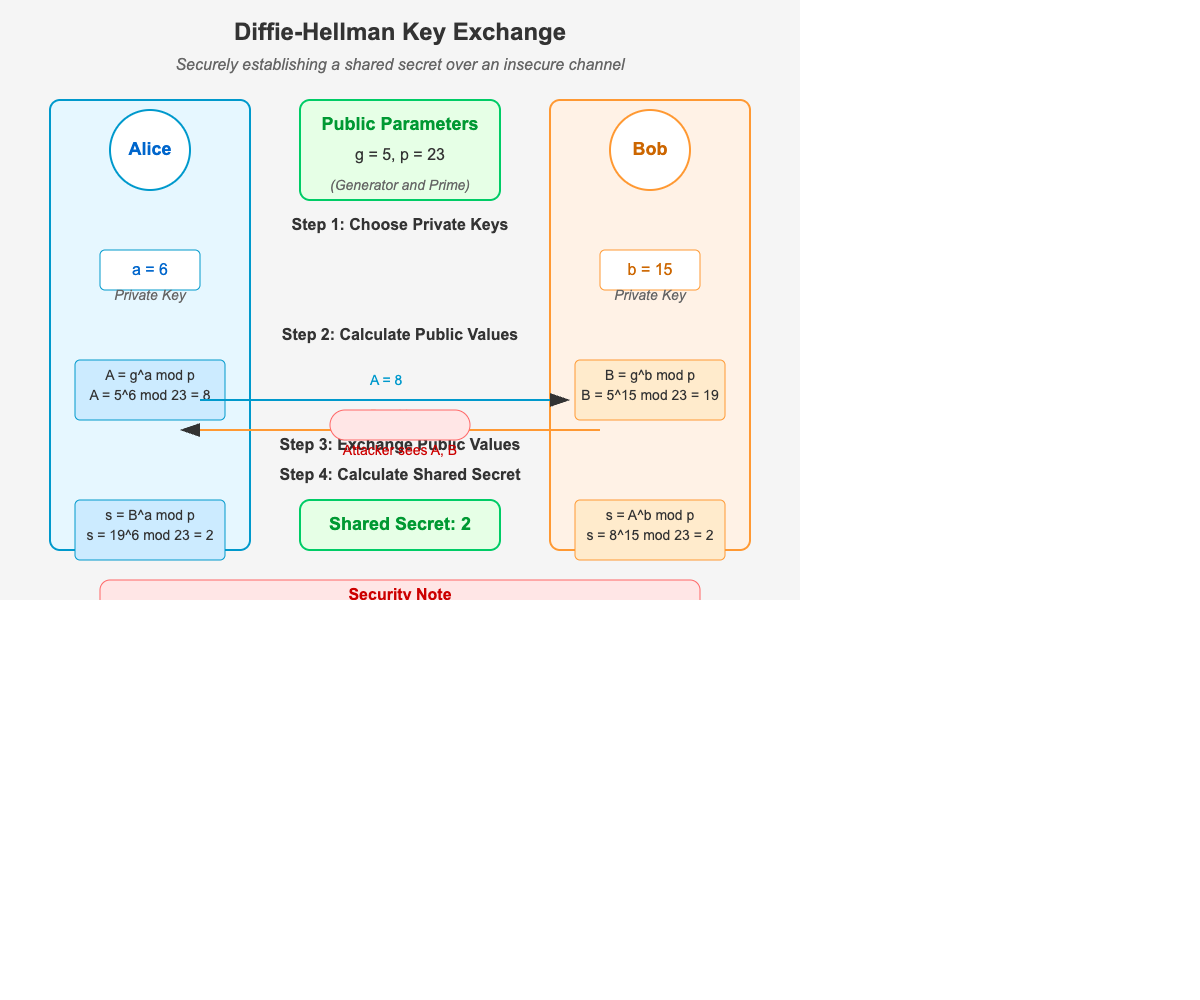 Diffie-Hellman Key Exchange
Securely establishing a shared secret over an insecure channel
Alice
Public Parameters
g = 5, p = 23
(Generator and Prime)
Bob
Step 1: Choose Private Keys
a = 6
Private Key
b = 15
Private Key
Step 2: Calculate Public Values
A = g^a mod p
A = 5^6 mod 23 = 8
A = 8
B = g^b mod p
B = 5^15 mod 23 = 19
Step 3: Exchange Public Values
Attacker sees A, B
Step 4: Calculate Shared Secret
s = B^a mod p
s = 19^6 mod 23 = 2
Shared Secret: 2
s = A^b mod p
s = 8^15 mod 23 = 2
Security Note